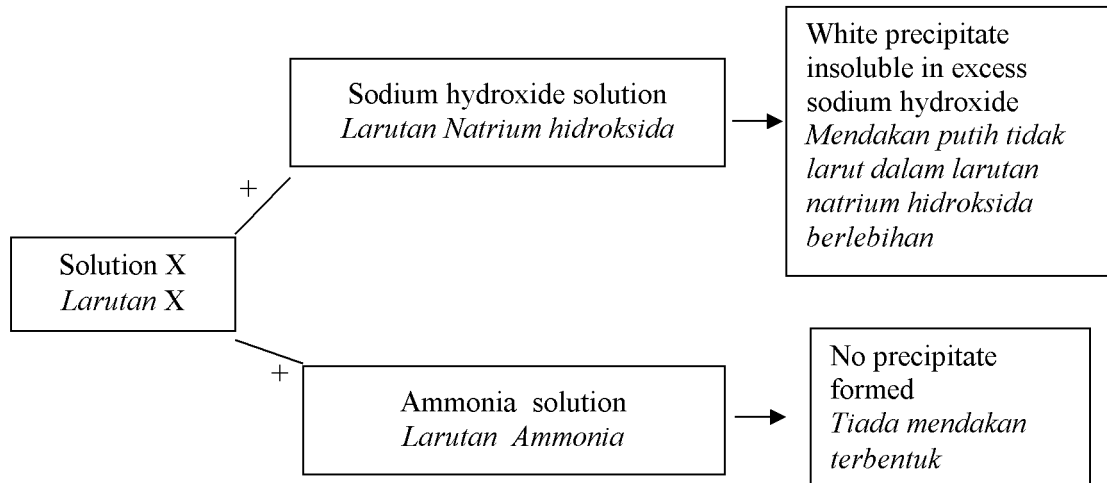 Sodium hydroxide solution
Larutan Natrium hidroksida
White precipitate
insoluble in excess
sodium hydroxide
Mendakan putih tidak
larut dalam larutan
natrium hidroksida
berlebihan
+
Solution X
Larutan X
+
Ammonia solution
Larutan Ammonia
No precipitate
formed
Tiada mendakan
terbentuk